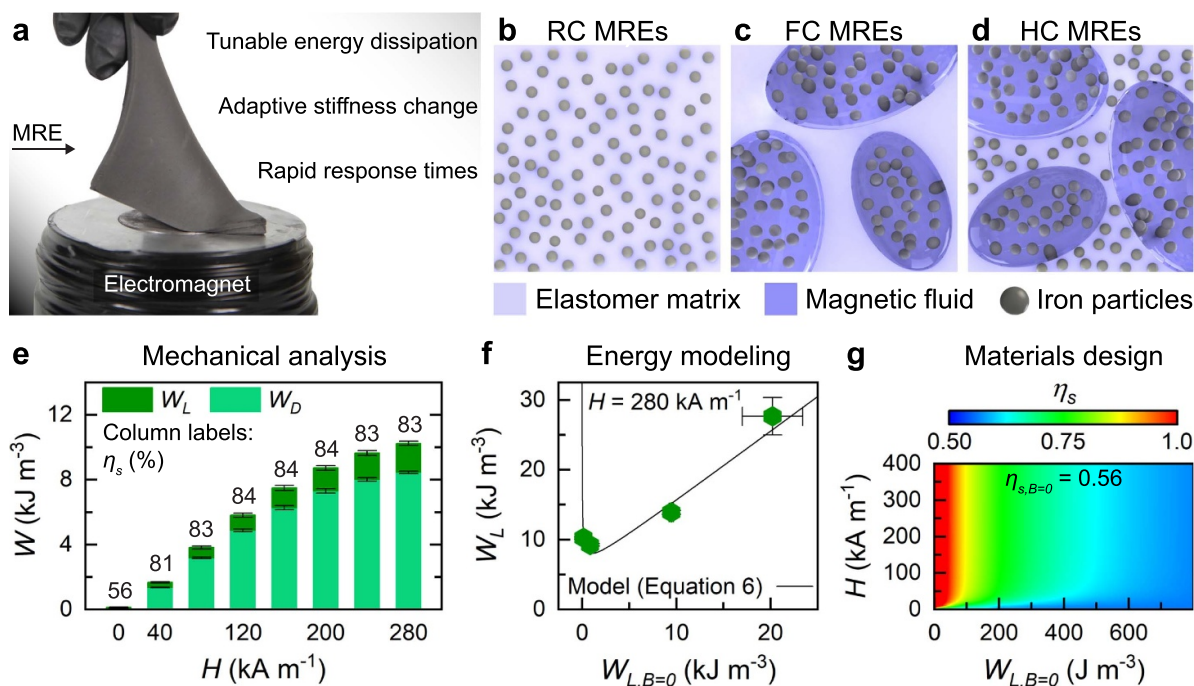 a
Tunable energy dissipation
Adaptive stiffness change
MRE
Rapid response times
Electromagnet
b RC MREs
c FC MREs
d HC MREs
Elastomer matrix
Magnetic fluid
Iron particles
e Mechanical analysis
W_L
W_D
Column labels:
η_s (%)
56
81
83
84
84
84
83
83
12
8
4
0
W (kJ m⁻³)
0 40 120 200 280
H (kA m⁻¹)
f Energy modeling
H = 280 kA m⁻¹
30
20
10
0
W_L (kJ m⁻³)
Model (Equation 6)
0 10 20
W_{L,B=0} (kJ m⁻³)
g Materials design
η_s
0.50 0.75 1.0
η_{s,B=0} = 0.56
400
300
200
100
0
H (kA m⁻¹)
0 200 400 600
W_{L,B=0} (J m⁻³)